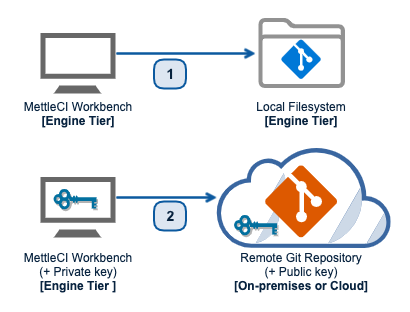 1
MettleCI Workbench
[Engine Tier]
Local Filesystem
[Engine Tier]
2
MettleCI Workbench
(+ Private key)
[Engine Tier ]
Remote Git Repository
(+ Public key)
[On-premises or Cloud]